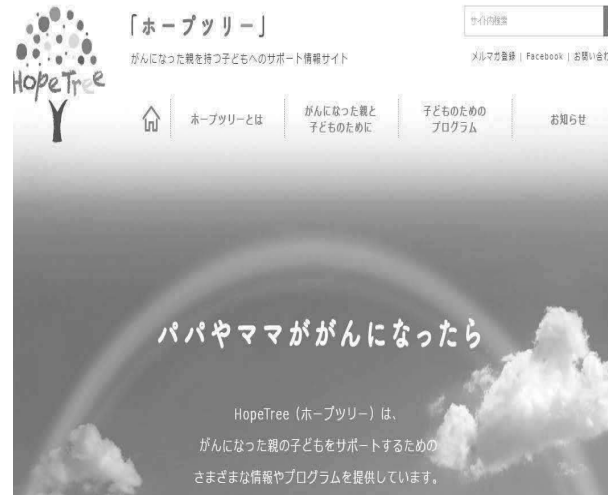 HopeTree
「ホープツリー」
がんになった親を持つ子どもへのサポート情報サイト
サイト内検索
メルマガ登録 | Facebook | お問い合わ
ホープツリーとは
がんになった親と
子どものために
子どものための
プログラム
お知らせ
パパやママががんになったら
HopeTree（ホープツリー）は、
がんになった親の子どもをサポートするための
さまざまな情報やプログラムを提供しています。